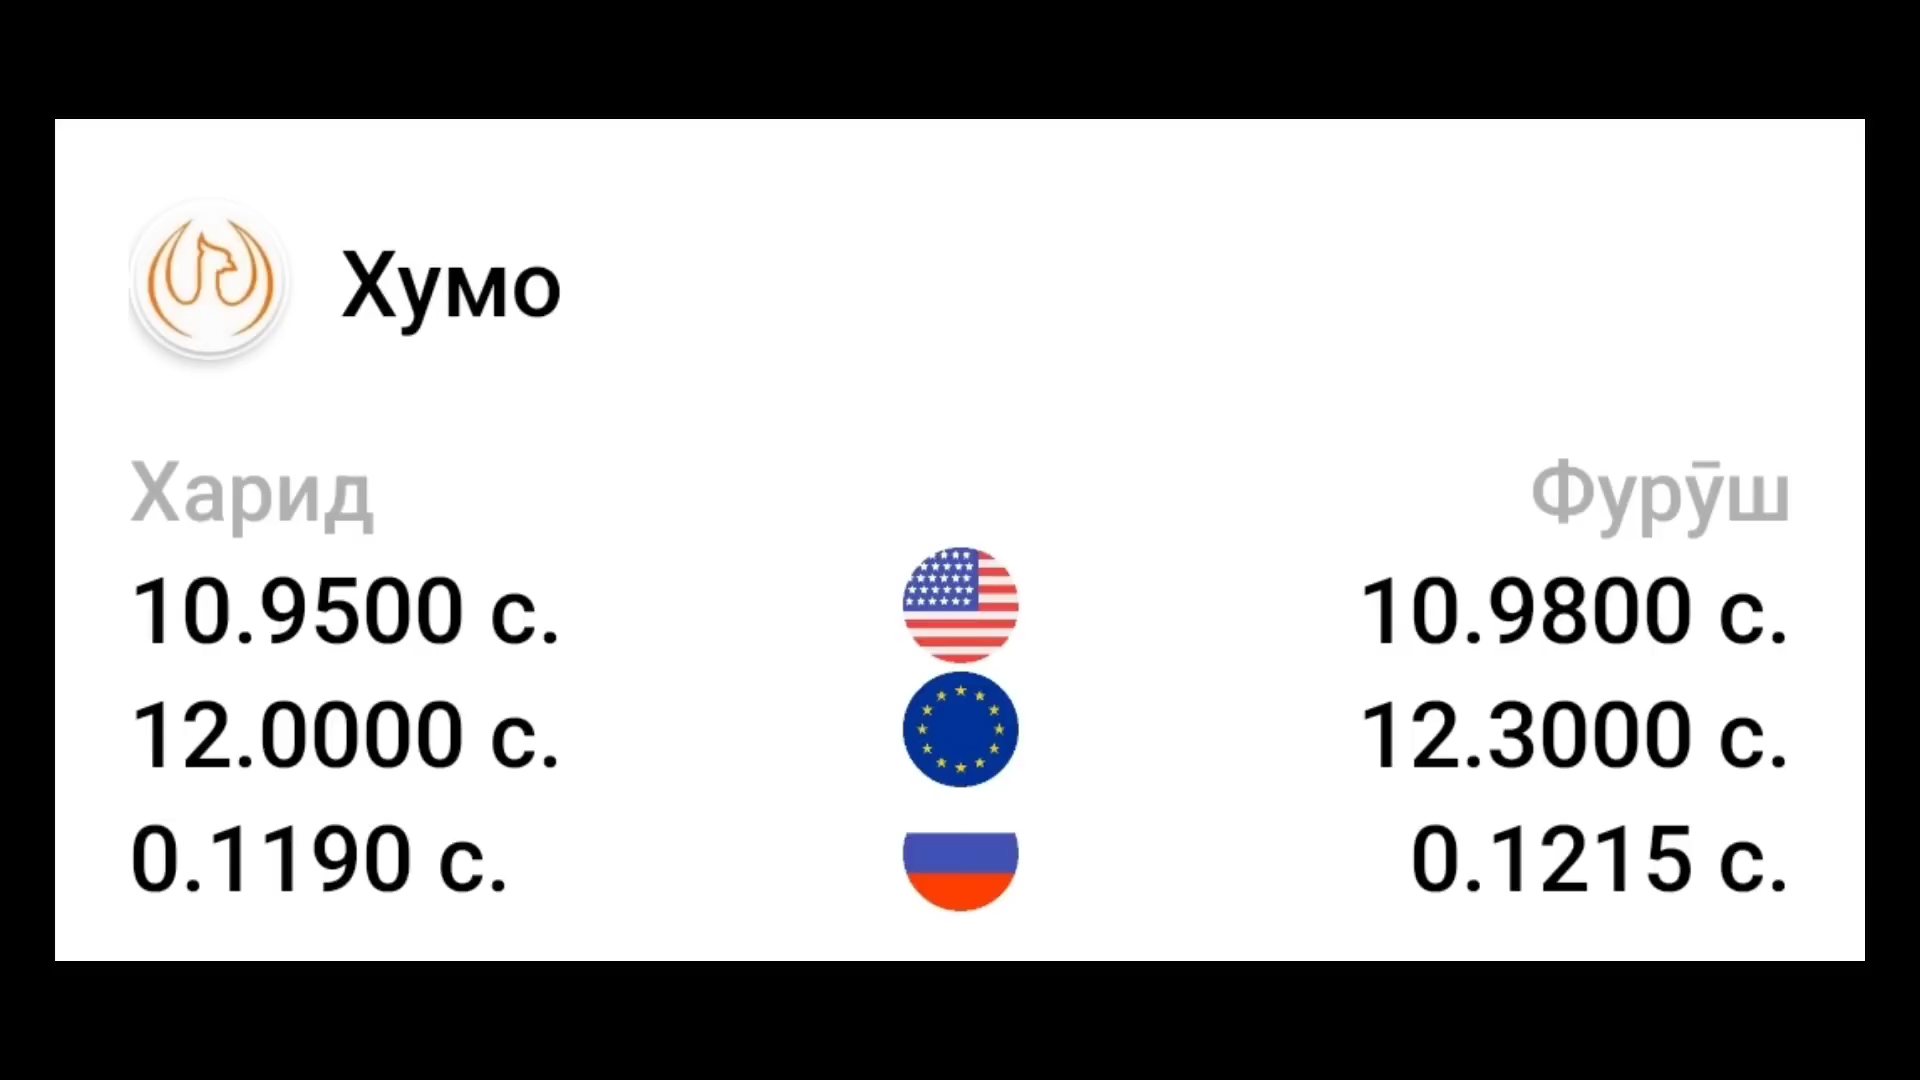 Хумо
Харид Фурӯш
10.9500 с. 10.9800 с.
12.0000 с. 12.3000 с.
0.1190 с. 0.1215 с.